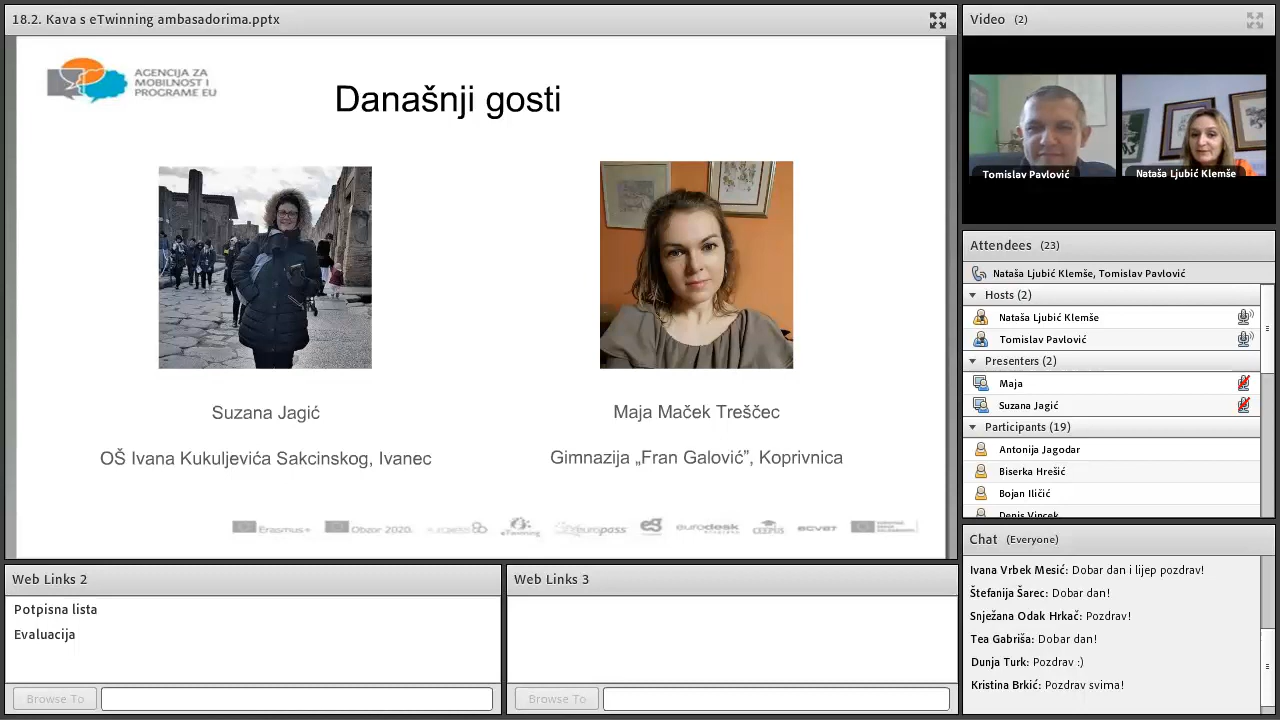 18.2. Kava s eTwinning ambasadorima.pptx
AGENCIJA ZA
MOBILNOST I
PROGRAME EU
Današnji gosti
Suzana Jagić
Maja Maček Treščec
OŠ Ivana Kukuljevića Sakcinskog, Ivanec
Gimnazija „Fran Galović”, Koprivnica
Erasmus+
Obzor 2020.
eTwinning
europass
eurodesk
ECVET
Web Links 2
Potpisna lista
Evaluacija
Browse To
Web Links 3
Browse To
Video (2)
Tomislav Pavlović
Nataša Ljubić Klemše
Attendees (23)
Nataša Ljubić Klemše, Tomislav Pavlović
Hosts (2)
Nataša Ljubić Klemše
Tomislav Pavlović
Presenters (2)
Maja
Suzana Jagić
Participants (19)
Antonija Jagodar
Biserka Hrešić
Bojan Iličić
Denis Vincek
Chat (Everyone)
Ivana Vrbek Mesić: Dobar dan i lijep pozdrav!
Štefanija Šarec: Dobar dan!
Snježana Odak Hrkač: Pozdrav!
Tea Gabriša: Dobar dan!
Dunja Turk: Pozdrav :)
Kristina Brkić: Pozdrav svima!